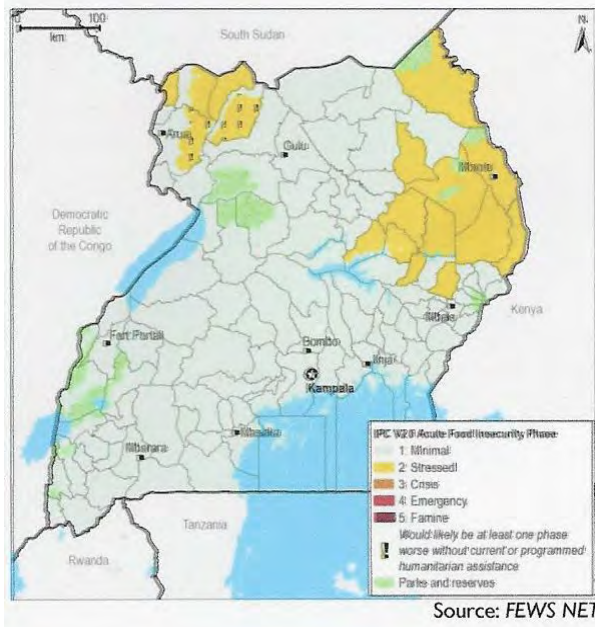 0 100
km
N
South Sudan
Arua
Gulu
Democratic
Republic
of the Congo
Kenya
Fort Portal
Bombo
Jinja
Kampala
Masaka
Mbarara
IPC v2.0 Acute Food Insecurity Phase
1: Minimal
2: Stressed
3: Crisis
4: Emergency
5: Famine
Would likely be at least one phase
worse without current or programmed
humanitarian assistance
Parks and reserves
Tanzania
Rwanda
Source: FEWS NET